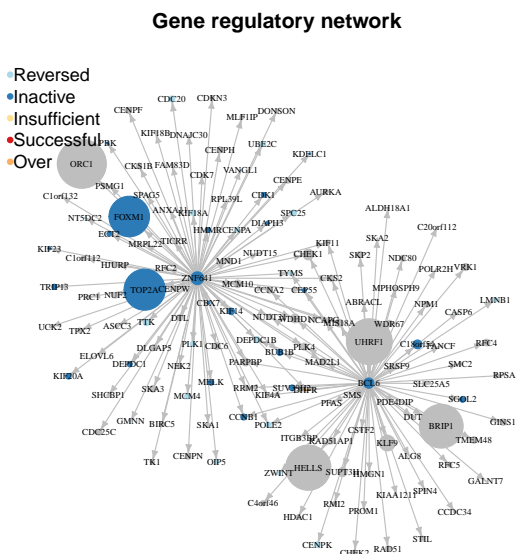 Gene regulatory network
Reversed
Inactive
Insufficient
Successful
Over
CDC20
CDKN3
CENPF
MLF1IP
DONSON
KIF18B
DNAJC30
UBE2C
CENPH
ORC1
CKS1B
FAM83D
VANGL1
KDELC1
CDK7
CENPE
PSMG1
C1orf132
SPAG5
CDK1
AURKA
RPL39L
ANXA11
KIF18A
SPC25
ALDH18A1
NT5DC2
FOXM1
DIAPH3
C20orf112
ECT2
HMMR
CENPA
SKA2
MRPL22
TICRR
KIF11
KIF23
NUDT15
CHEK1
SKP2
NDC80
C1orf112
HJURP
RFC2
MND1
TYMS
POLR2H
VRK1
TRIP13
ZNF641
CKS2
MPHOSPH9
PRC1
NUF2
TOP2A
CENPW
MCM10
CCNA2
CEP55
ABRACL
LMNB1
CBX7
NPM1
CASP6
UCK2
TPX2
ASCC3
TTK
DTL
KIF14
WDHD1
NCAPG
MIS18A
WDR67
ELOVL6
DLGAP5
PLK1
CDC6
DEPDC1B
PLK4
UHRF1
FANCF
RFC4
KIF20A
DEPDC1
NEK2
PARPBP
BUB1B
MAD2L1
SRSF9
SMC2
RPSA
SHCBP1
SKA3
MELK
RRM2
KIF4A
DHFR
BCL6
SLC25A5
MCM4
SMS
PDE4DIP
SGOL2
CDC25C
GMNN
BIRC5
SKA1
CCNB1
POLE2
PFAS
DUT
BRIP1
GINS1
CSTF2
TK1
CENPN
OIP5
ITGB3BP
RAD51AP1
KLF9
TMEM48
ALG8
ZWINT
HELLS
SUPT3H
HMGN1
RFC5
GALNT7
C4orf46
KIAA1211
SPIN4
HDAC1
RMI2
PROM1
CCDC34
CENPK
CHEK2
RAD51
STIL